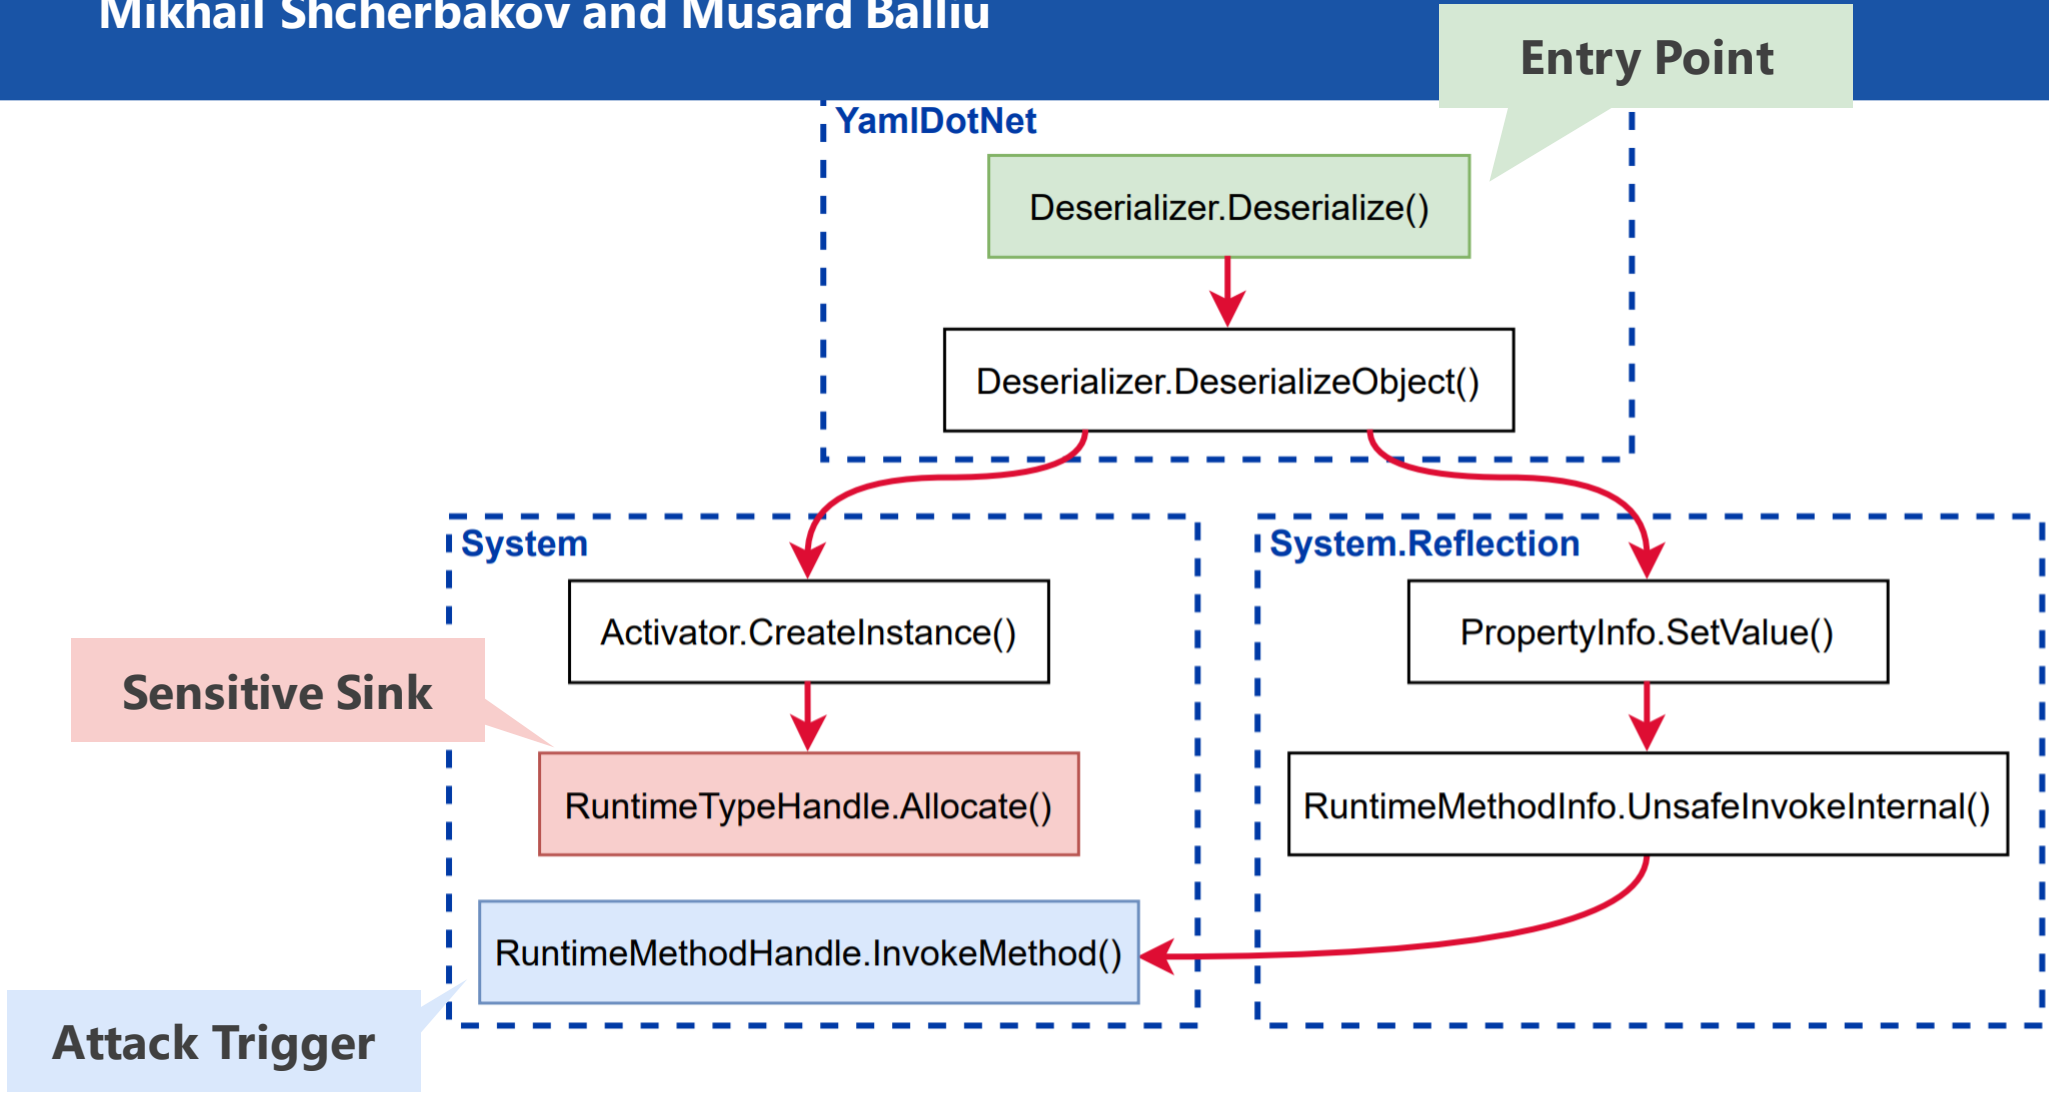 Mikhail Shcherbakov and Musard Balliu
Entry Point
YamlDotNet
Deserializer.Deserialize()
Deserializer.DeserializeObject()
System
System.Reflection
Activator.CreateInstance()
PropertyInfo.SetValue()
Sensitive Sink
RuntimeTypeHandle.Allocate()
RuntimeMethodInfo.UnsafeInvokeInternal()
RuntimeMethodHandle.InvokeMethod()
Attack Trigger